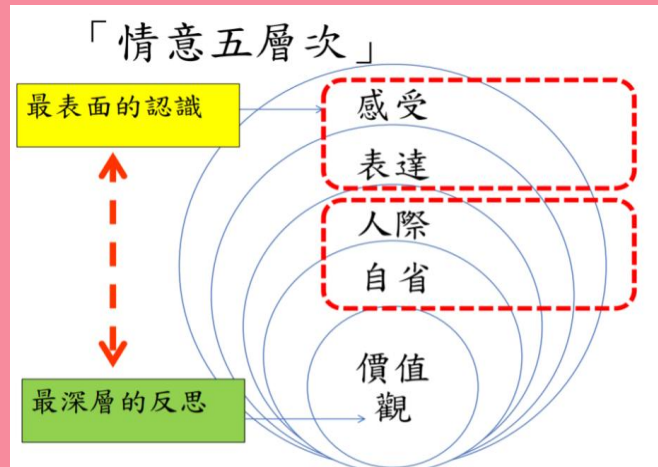 「情意五層次」
最表面的認識
感受
表達
人際
自省
最深層的反思
價值
觀